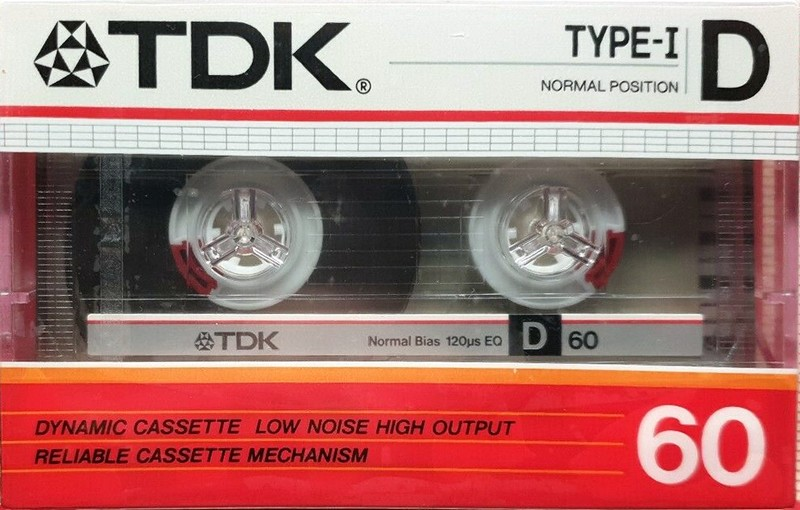 TDK®
TYPE-I
NORMAL POSITION
D
TDK
Normal Bias 120µs EQ
D 60
DYNAMIC CASSETTE LOW NOISE HIGH OUTPUT
RELIABLE CASSETTE MECHANISM
60